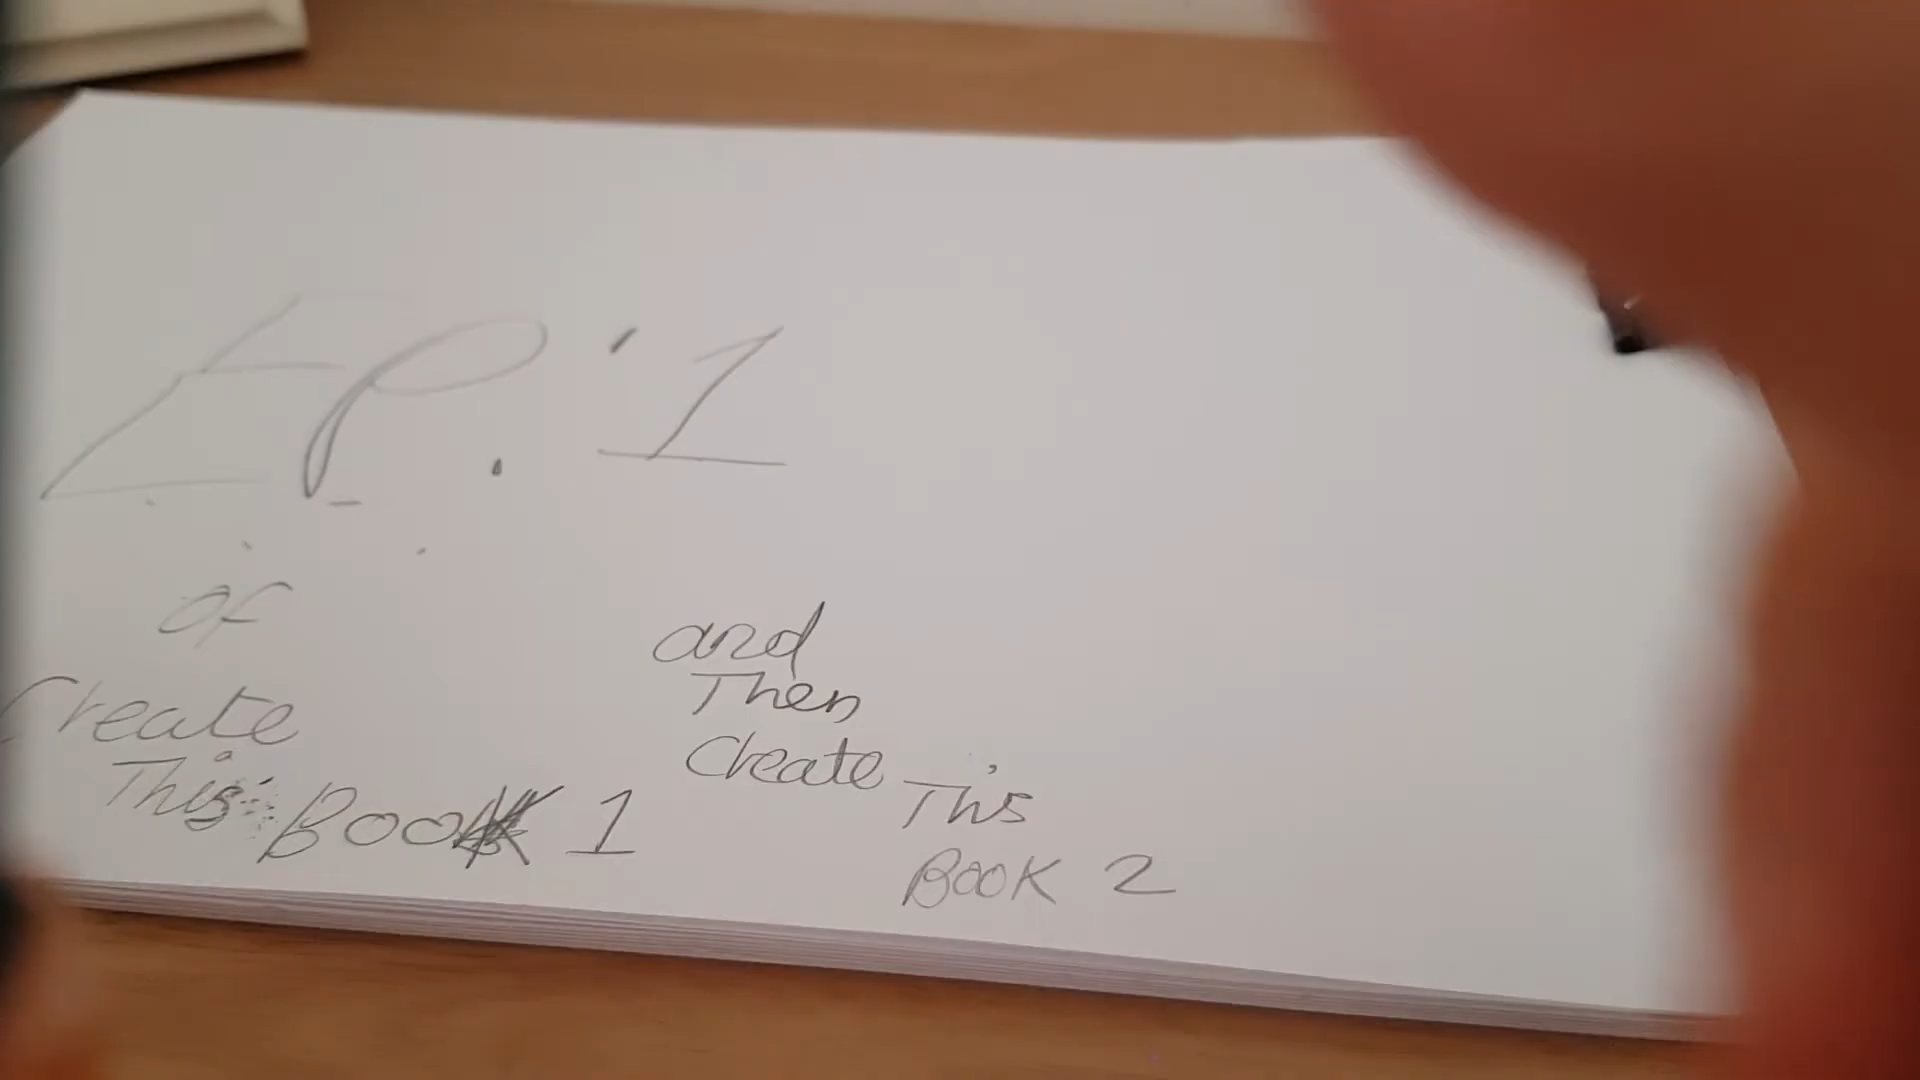 EP. 1
of
Create
This Book 1
and
Then
Create This
Book 2